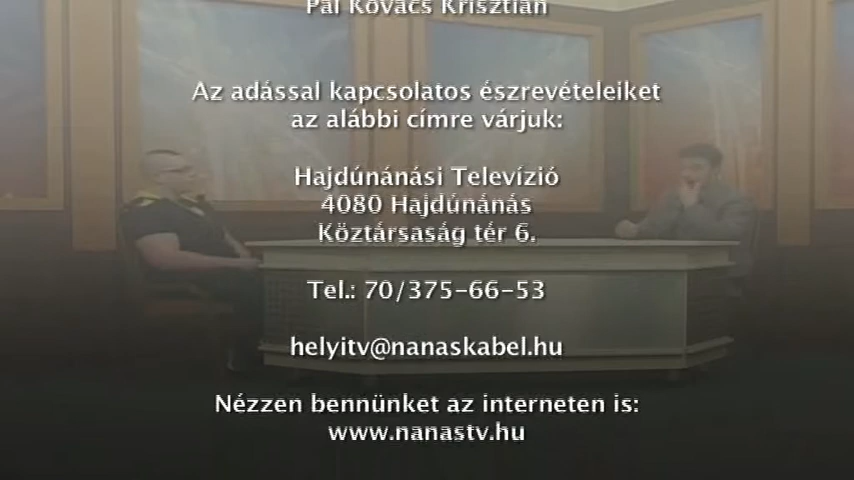 Pál Kovács Krisztián
Az adással kapcsolatos észrevételeiket
az alábbi címre várjuk:
Hajdúnánási Televízió
4080 Hajdúnánás
Köztársaság tér 6.
Tel.: 70/375-66-53
helyitv@nanaskabel.hu
Nézzen bennünket az interneten is:
www.nanastv.hu